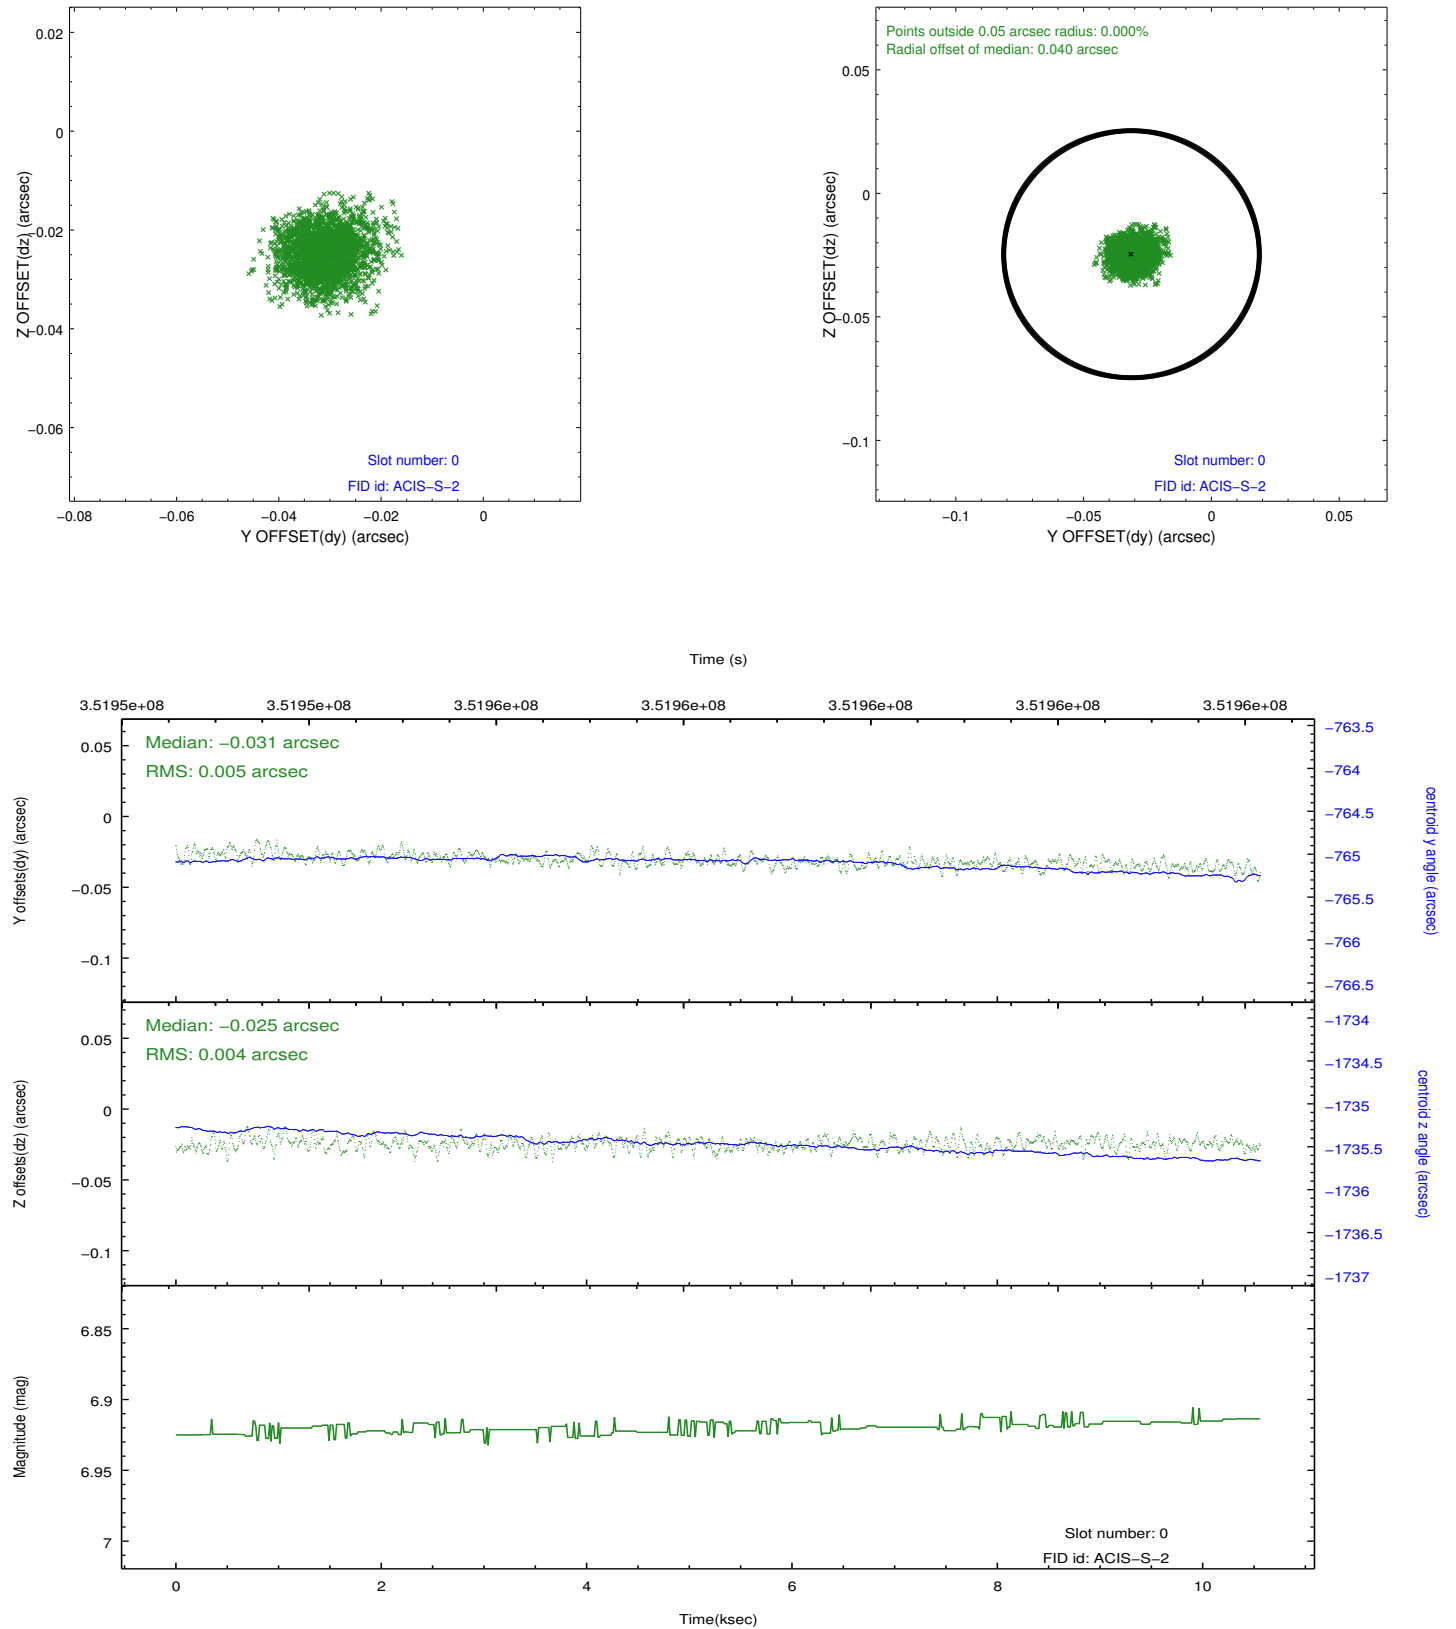 0.02
0
−0.02
−0.04
−0.06
Z OFFSET(dz) (arcsec)
Slot number: 0
FID id: ACIS−S−2
−0.08
−0.06
−0.04
−0.02
0
Y OFFSET(dy) (arcsec)
Points outside 0.05 arcsec radius: 0.000%
Radial offset of median: 0.040 arcsec
0.05
0
−0.05
−0.1
Z OFFSET(dz) (arcsec)
Slot number: 0
FID id: ACIS−S−2
−0.1
−0.05
0
0.05
Y OFFSET(dy) (arcsec)
Time (s)
3.5195e+08
3.5195e+08
3.5196e+08
3.5196e+08
3.5196e+08
3.5196e+08
3.5196e+08
Median: −0.031 arcsec
RMS: 0.005 arcsec
0.05
0
−0.05
−0.1
Y offsets(dy) (arcsec)
−763.5
−764
−764.5
−765
−765.5
−766
−766.5
centroid y angle (arcsec)
Median: −0.025 arcsec
RMS: 0.004 arcsec
0.05
0
−0.05
−0.1
Z offsets(dz) (arcsec)
−1734
−1734.5
−1735
−1735.5
−1736
−1736.5
−1737
centroid z angle (arcsec)
6.85
6.9
6.95
7
Magnitude (mag)
Slot number: 0
FID id: ACIS−S−2
0
2
4
6
8
10
Time(ksec)